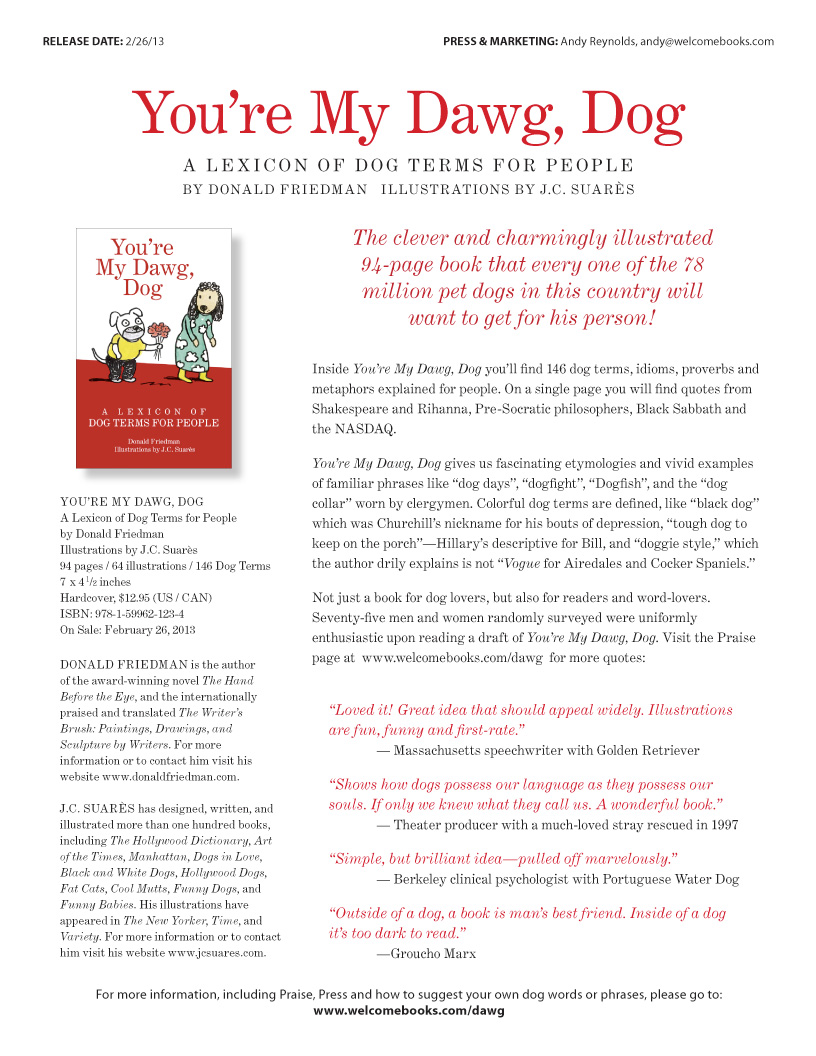 RELEASE DATE: 2/26/13
PRESS & MARKETING: Andy Reynolds, andy@welcomebooks.com
You're My Dawg, Dog
A LEXICON OF DOG TERMS FOR PEOPLE
BY DONALD FRIEDMAN ILLUSTRATIONS BY J.C. SUARÈS
You're
My Dawg,
Dog
A LEXICON OF
DOG TERMS FOR PEOPLE
Donald Friedman
Illustrations by J.C. Suarès
YOU'RE MY DAWG, DOG
A Lexicon of Dog Terms for People
by Donald Friedman
Illustrations by J.C. Suarès
94 pages / 64 illustrations / 146 Dog Terms
7 x 4 1/2 inches
Hardcover, $12.95 (US / CAN)
ISBN: 978-1-59962-123-4
On Sale: February 26, 2013
DONALD FRIEDMAN is the author
of the award-winning novel The Hand
Before the Eye, and the internationally
praised and translated The Writer's
Brush: Paintings, Drawings, and
Sculpture by Writers. For more
information or to contact him visit his
website www.donaldfriedman.com.
J.C. SUARÈS has designed, written, and
illustrated more than one hundred books,
including The Hollywood Dictionary, Art
of the Times, Manhattan, Dogs in Love,
Black and White Dogs, Hollywood Dogs,
Fat Cats, Cool Mutts, Funny Dogs, and
Funny Babies. His illustrations have
appeared in The New Yorker, Time, and
Variety. For more information or to contact
him visit his website www.jcsuares.com.
The clever and charmingly illustrated
94-page book that every one of the 78
million pet dogs in this country will
want to get for his person!
Inside You're My Dawg, Dog you'll find 146 dog terms, idioms, proverbs and
metaphors explained for people. On a single page you will find quotes from
Shakespeare and Rihanna, Pre-Socratic philosophers, Black Sabbath and
the NASDAQ.
You're My Dawg, Dog gives us fascinating etymologies and vivid examples
of familiar phrases like "dog days", "dogfight", "Dogfish", and the "dog
collar" worn by clergymen. Colorful dog terms are defined, like "black dog"
which was Churchill's nickname for his bouts of depression, "tough dog to
keep on the porch"—Hillary's descriptive for Bill, and "doggie style," which
the author drily explains is not "Vogue for Airedales and Cocker Spaniels."
Not just a book for dog lovers, but also for readers and word-lovers.
Seventy-five men and women randomly surveyed were uniformly
enthusiastic upon reading a draft of You're My Dawg, Dog. Visit the Praise
page at www.welcomebooks.com/dawg for more quotes:
"Loved it! Great idea that should appeal widely. Illustrations
are fun, funny and first-rate."
— Massachusetts speechwriter with Golden Retriever
"Shows how dogs possess our language as they possess our
souls. If only we knew what they call us. A wonderful book."
— Theater producer with a much-loved stray rescued in 1997
"Simple, but brilliant idea—pulled off marvelously."
— Berkeley clinical psychologist with Portuguese Water Dog
"Outside of a dog, a book is man's best friend. Inside of a dog
it's too dark to read."
—Groucho Marx
For more information, including Praise, Press and how to suggest your own dog words or phrases, please go to:
www.welcomebooks.com/dawg